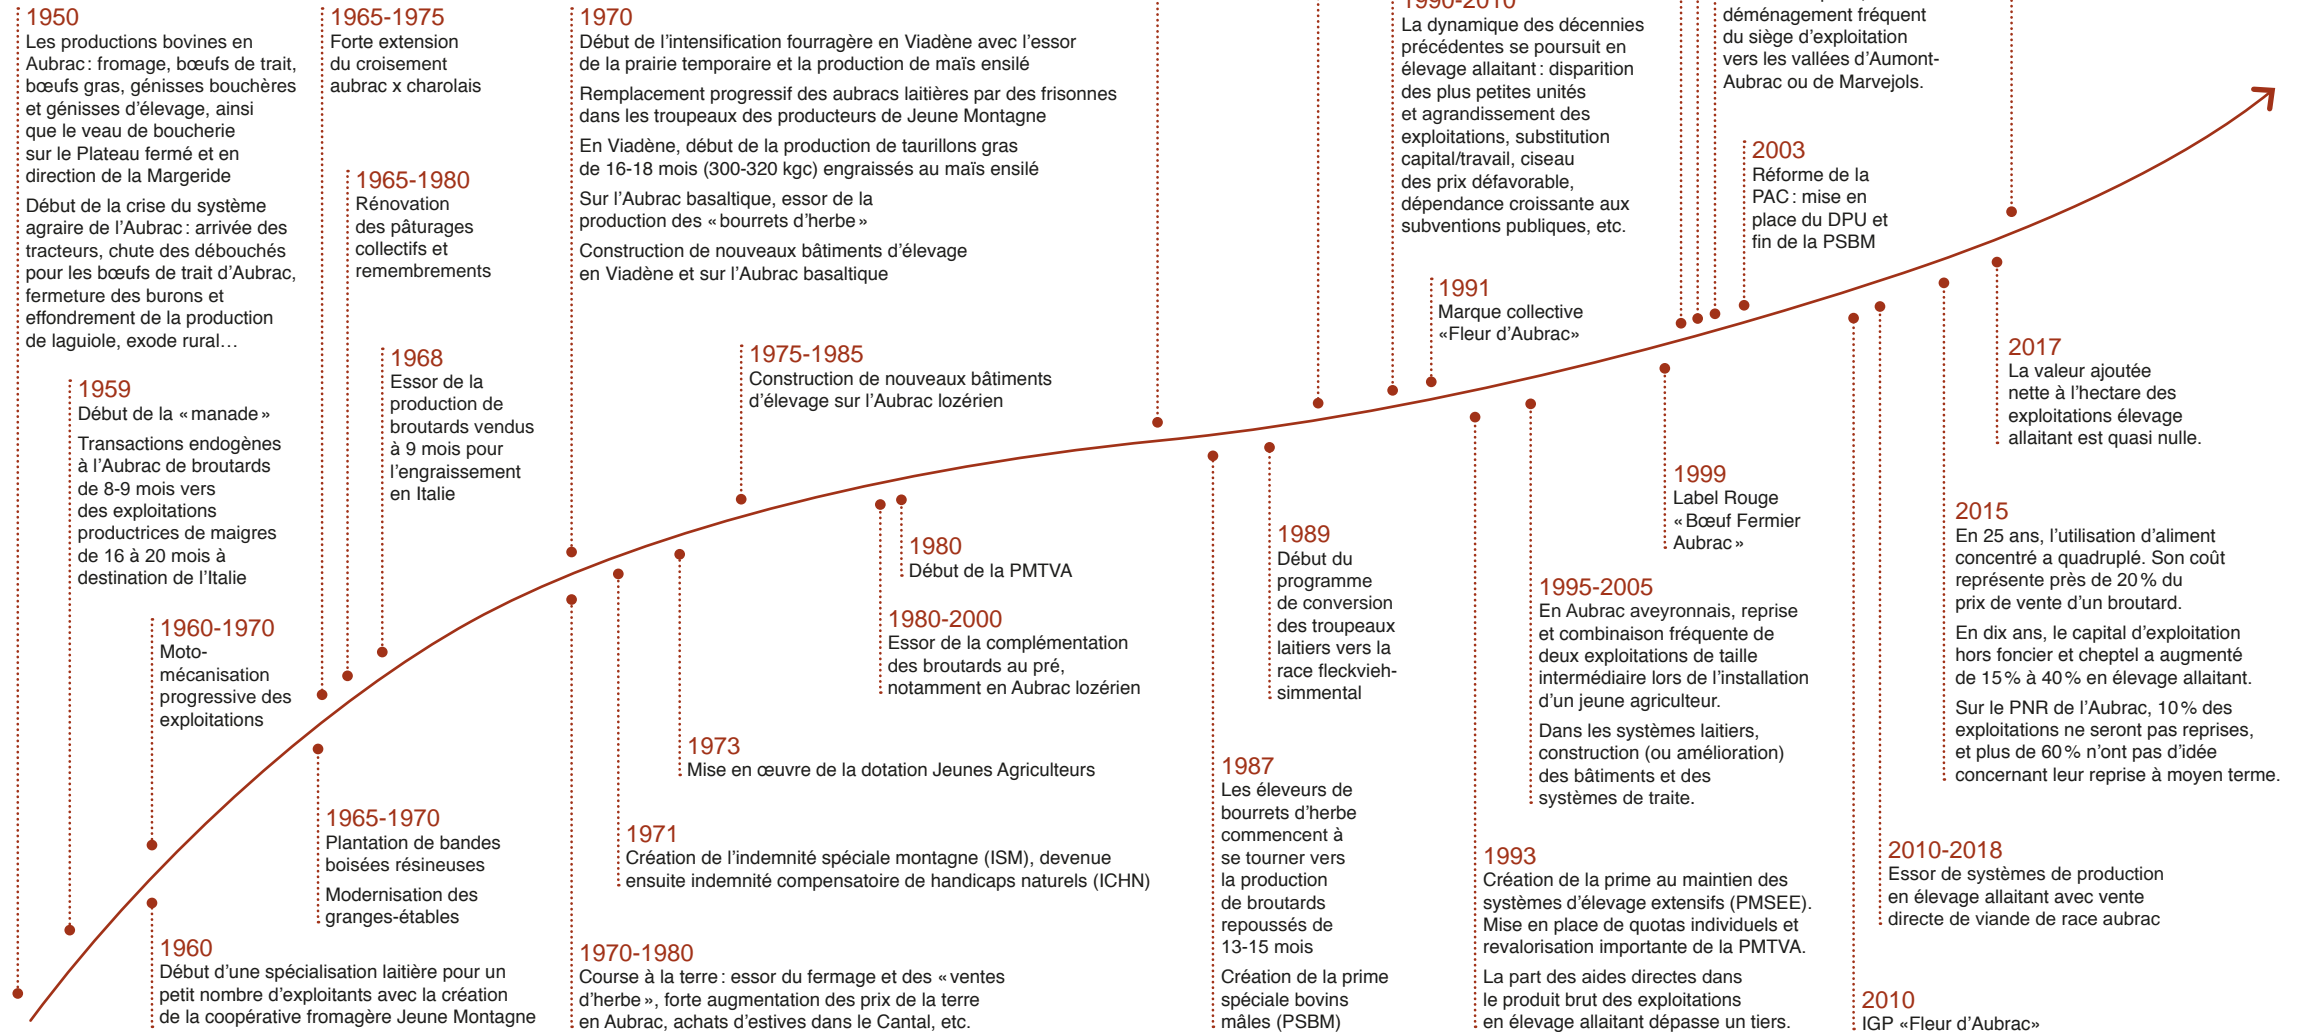 1950
Les productions bovines en
Aubrac : fromage, bœufs de trait,
bœufs gras, génisses bouchères
et génisses d'élevage, ainsi
que le veau de boucherie
sur le Plateau fermé et en
direction de la Margeride
Début de la crise du système
agraire de l'Aubrac : arrivée des
tracteurs, chute des débouchés
pour les bœufs de trait d'Aubrac,
fermeture des burons et
effondrement de la production
de laguiole, exode rural…
1959
Début de la « manade »
Transactions endogènes
à l'Aubrac de broutards
de 8-9 mois vers
des exploitations
productrices de maigres
de 16 à 20 mois à
destination de l'Italie
1960-1970
Moto-
mécanisation
progressive des
exploitations
1960
Début d'une spécialisation laitière pour un
petit nombre d'exploitants avec la création
de la coopérative fromagère Jeune Montagne
1965-1975
Forte extension
du croisement
aubrac x charolais
1965-1980
Rénovation
des pâturages
collectifs et
remembrements
1968
Essor de la
production de
broutards vendus
à 9 mois pour
l'engraissement
en Italie
1965-1970
Plantation de bandes
boisées résineuses
Modernisation des
granges-étables
1970
Début de l'intensification fourragère en Viadène avec l'essor
de la prairie temporaire et la production de maïs ensilé
Remplacement progressif des aubracs laitières par des frisonnes
dans les troupeaux des producteurs de Jeune Montagne
En Viadène, début de la production de taurillons gras
de 16-18 mois (300-320 kgc) engraissés au maïs ensilé
Sur l'Aubrac basaltique, essor de la
production des « bourrets d'herbe »
Construction de nouveaux bâtiments d'élevage
en Viadène et sur l'Aubrac basaltique
1970-1980
Course à la terre : essor du fermage et des « ventes
d'herbe », forte augmentation des prix de la terre
en Aubrac, achats d'estives dans le Cantal, etc.
1971
Création de l'indemnité spéciale montagne (ISM), devenue
ensuite indemnité compensatoire de handicaps naturels (ICHN)
1973
Mise en œuvre de la dotation Jeunes Agriculteurs
1975-1985
Construction de nouveaux bâtiments
d'élevage sur l'Aubrac lozérien
1980
Début de la PMTVA
1980-2000
Essor de la complémentation
des broutards au pré,
notamment en Aubrac lozérien
1987
Les éleveurs de
bourrets d'herbe
commencent à
se tourner vers
la production
de broutards
repoussés de
13-15 mois
Création de la prime
spéciale bovins
mâles (PSBM)
1989
Début du
programme
de conversion
des troupeaux
laitiers vers la
race fleckvieh-
simmental
1990-2010
La dynamique des décennies
précédentes se poursuit en
élevage allaitant : disparition
des plus petites unités
et agrandissement des
exploitations, substitution
capital/travail, ciseau
des prix défavorable,
dépendance croissante aux
subventions publiques, etc.
1991
Marque collective
«Fleur d'Aubrac»
1993
Création de la prime au maintien des
systèmes d'élevage extensifs (PMSEE).
Mise en place de quotas individuels et
revalorisation importante de la PMTVA.
La part des aides directes dans
le produit brut des exploitations
en élevage allaitant dépasse un tiers.
1995-2005
En Aubrac aveyronnais, reprise
et combinaison fréquente de
deux exploitations de taille
intermédiaire lors de l'installation
d'un jeune agriculteur.
Dans les systèmes laitiers,
construction (ou amélioration)
des bâtiments et des
systèmes de traite.
1999
Label Rouge
« Bœuf Fermier
Aubrac »
déménagement fréquent
du siège d'exploitation
vers les vallées d'Aumont-
Aubrac ou de Marvejols.
2003
Réforme de la
PAC : mise en
place du DPU et
fin de la PSBM
2010
IGP «Fleur d'Aubrac»
2010-2018
Essor de systèmes de production
en élevage allaitant avec vente
directe de viande de race aubrac
2015
En 25 ans, l'utilisation d'aliment
concentré a quadruplé. Son coût
représente près de 20 % du
prix de vente d'un broutard.
En dix ans, le capital d'exploitation
hors foncier et cheptel a augmenté
de 15 % à 40 % en élevage allaitant.
Sur le PNR de l'Aubrac, 10 % des
exploitations ne seront pas reprises,
et plus de 60 % n'ont pas d'idée
concernant leur reprise à moyen terme.
2017
La valeur ajoutée
nette à l'hectare des
exploitations élevage
allaitant est quasi nulle.